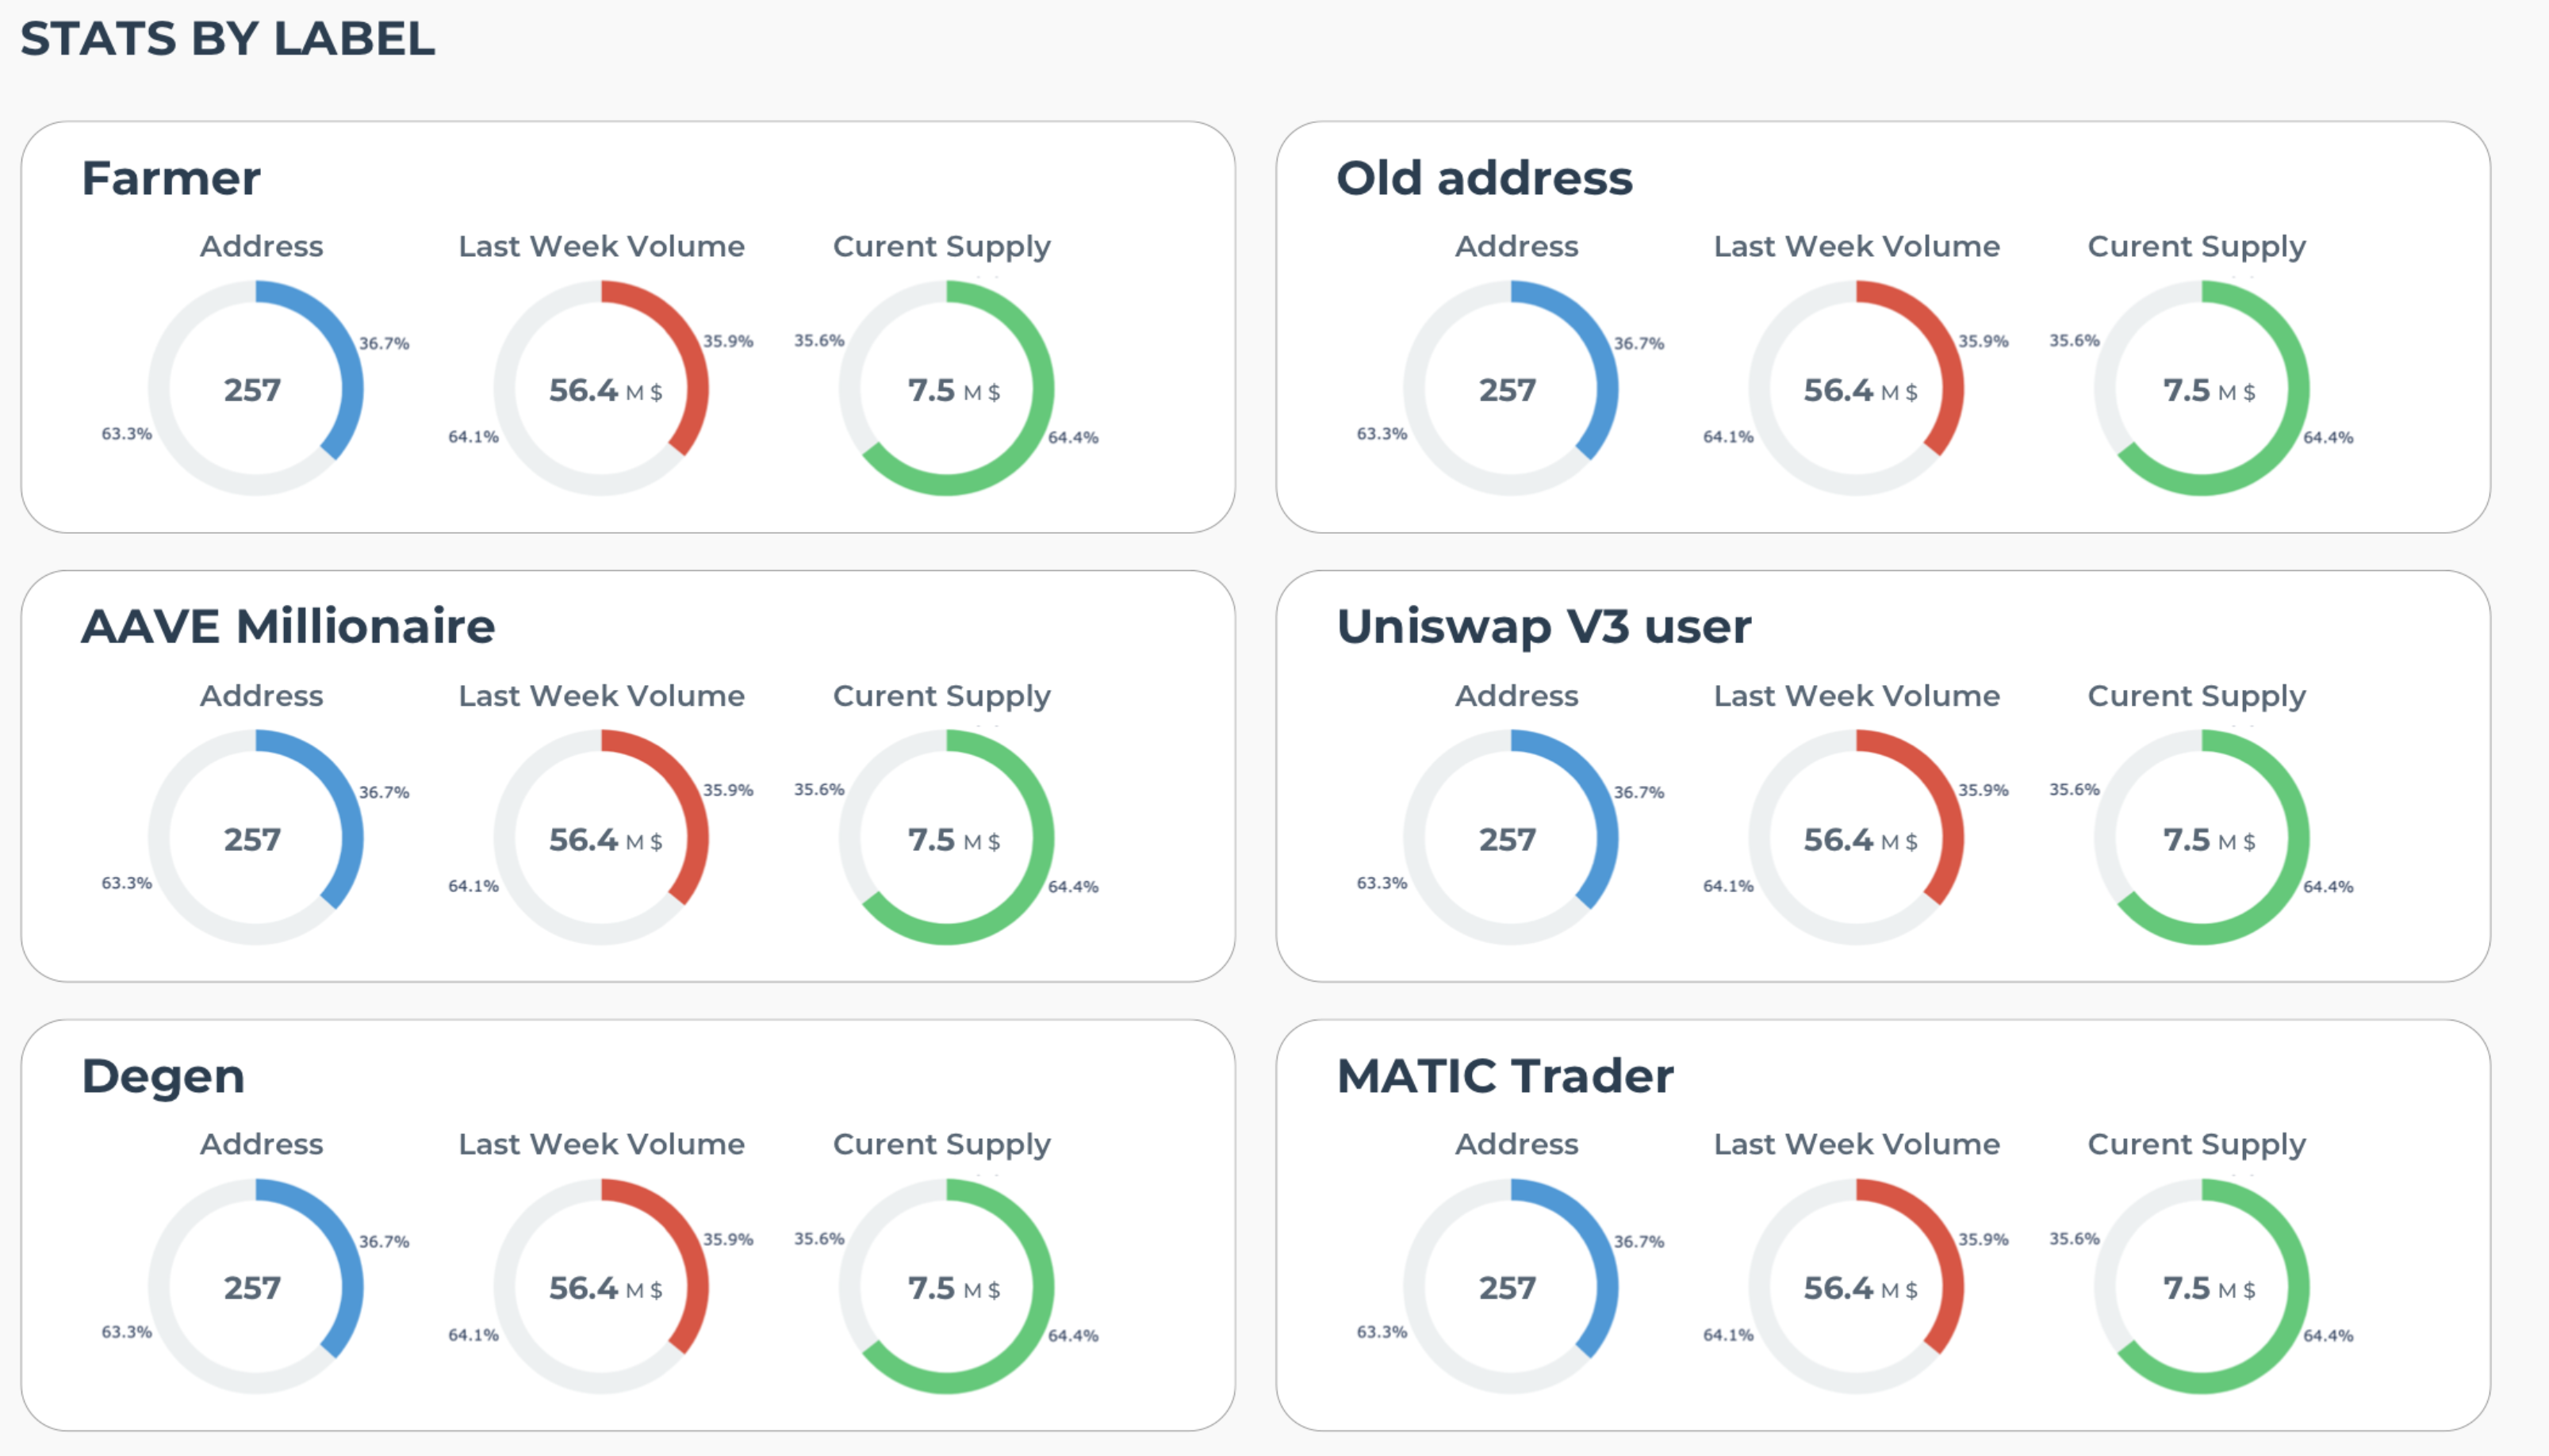 STATS BY LABEL
Farmer
Address
Last Week Volume
Curent Supply
36.7%
63.3%
257
35.9%
64.1%
56.4 M $
35.6%
64.4%
7.5 M $
Old address
Address
Last Week Volume
Curent Supply
36.7%
63.3%
257
35.9%
64.1%
56.4 M $
35.6%
64.4%
7.5 M $
AAVE Millionaire
Address
Last Week Volume
Curent Supply
36.7%
63.3%
257
35.9%
64.1%
56.4 M $
35.6%
64.4%
7.5 M $
Uniswap V3 user
Address
Last Week Volume
Curent Supply
36.7%
63.3%
257
35.9%
64.1%
56.4 M $
35.6%
64.4%
7.5 M $
Degen
Address
Last Week Volume
Curent Supply
36.7%
63.3%
257
35.9%
64.1%
56.4 M $
35.6%
64.4%
7.5 M $
MATIC Trader
Address
Last Week Volume
Curent Supply
36.7%
63.3%
257
35.9%
64.1%
56.4 M $
35.6%
64.4%
7.5 M $